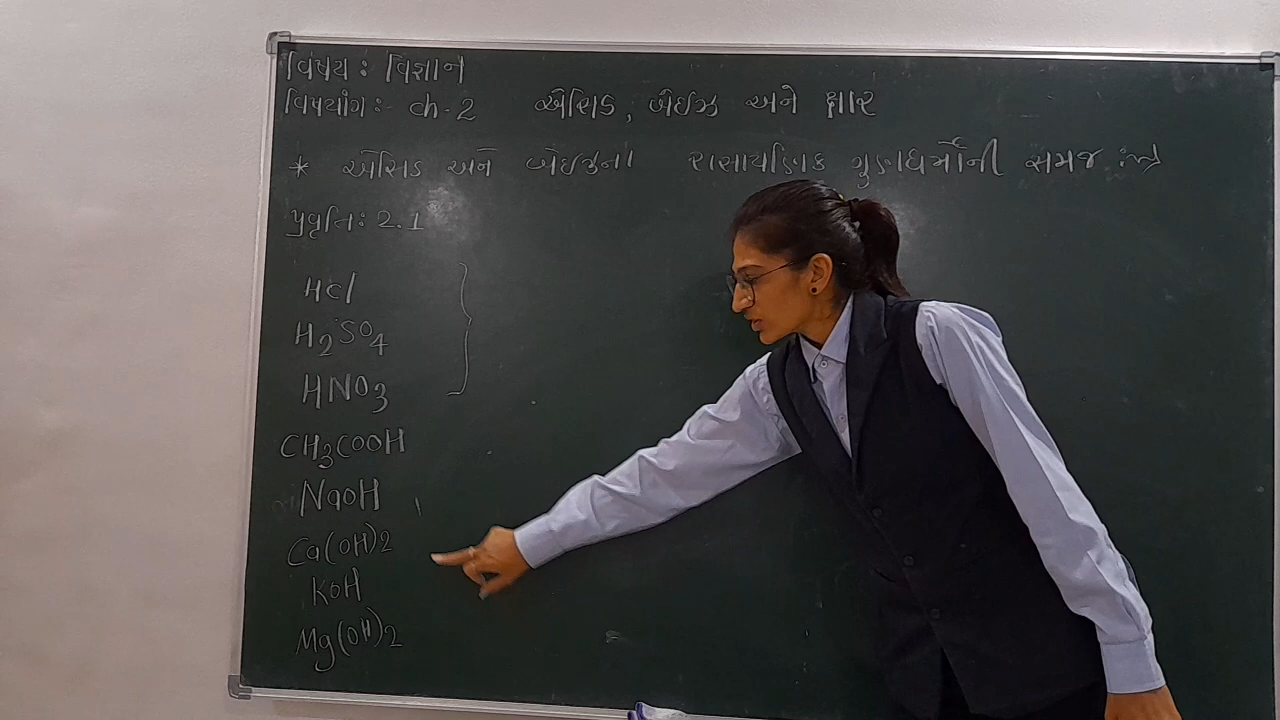 વિષય : વિજ્ઞાન
વિષયાંગ :- ch-2 એસિડ, બેઈઝ અને ક્ષાર
* એસિડ અને બેઇઝના રાસાયણિક ગુણધર્મોની સમજ :->
પ્રવૃત્તિ : 2.1
HCl
H₂SO₄
HNO₃
CH₃COOH
NaOH
Ca(OH)2
KOH
Mg(OH)2